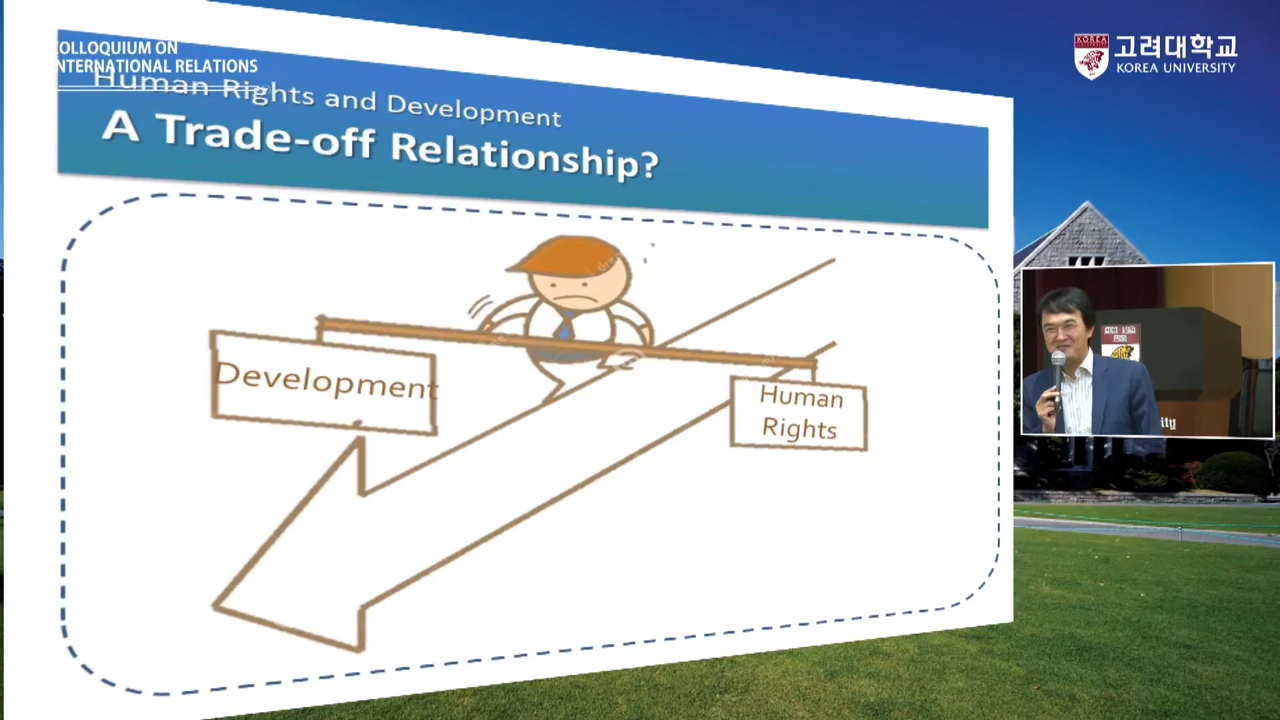 COLLOQUIUM ON
INTERNATIONAL RELATIONS
Human Rights and Development
A Trade-off Relationship?
Development
Human
Rights
KOREA
고려대학교
KOREA UNIVERSITY